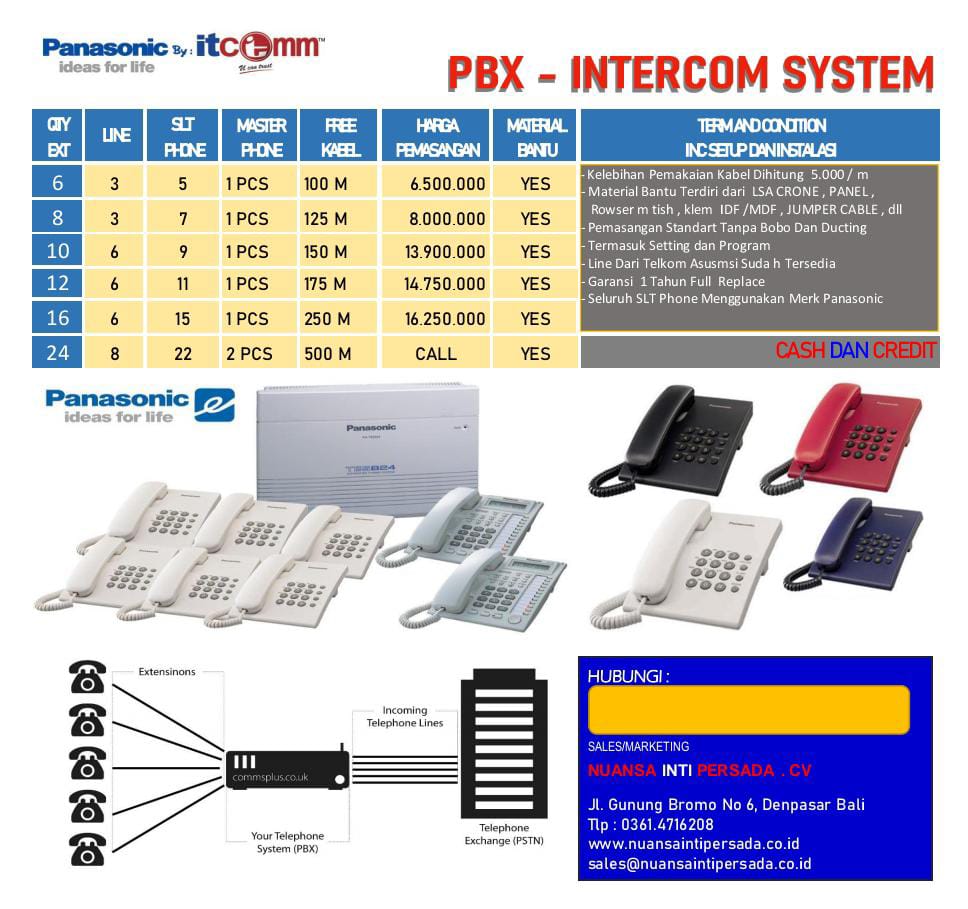 Panasonic By : itcomm™
ideas for life
U can trust
PBX - INTERCOM SYSTEM
QTY EXT LINE SLT PHONE MASTER PHONE FREE KABEL HARGA PEMASANGAN MATERIAL BANTU TERM AND CONDITION INC SETUP DAN INSTALASI
6 3 5 1 PCS 100 M 6.500.000 YES
8 3 7 1 PCS 125 M 8.000.000 YES
10 6 9 1 PCS 150 M 13.900.000 YES
12 6 11 1 PCS 175 M 14.750.000 YES
16 6 15 1 PCS 250 M 16.250.000 YES
24 8 22 2 PCS 500 M CALL YES
- Kelebihan Pemakaian Kabel Dihitung 5.000 / m
- Material Bantu Terdiri dari LSA CRONE , PANEL ,
Rowser m tish , klem IDF /MDF , JUMPER CABLE , dll
- Pemasangan Standart Tanpa Bobo Dan Ducting
- Termasuk Setting dan Program
- Line Dari Telkom Asusmsi Suda h Tersedia
- Garansi 1 Tahun Full Replace
- Seluruh SLT Phone Menggunakan Merk Panasonic
CASH DAN CREDIT
Panasonic
ideas for life
Panasonic
Extensinons
Incoming
Telephone Lines
commsplus.co.uk
Your Telephone
System (PBX)
Telephone
Exchange (PSTN)
HUBUNGI :
SALES/MARKETING
NUANSA INTI PERSADA . CV
Jl. Gunung Bromo No 6, Denpasar Bali
Tlp : 0361.4716208
www.nuansaintipersada.co.id
sales@nuansaintipersada.co.id